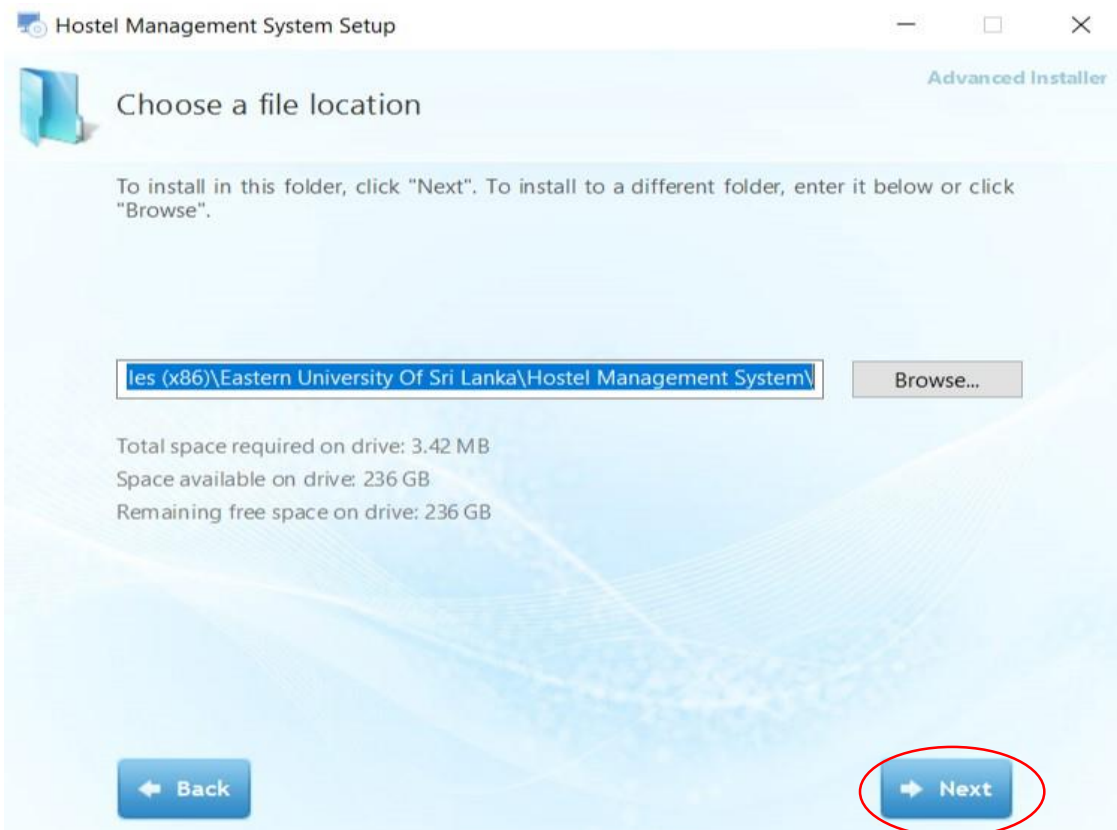 Hostel Management System Setup
Advanced Installer
Choose a file location
To install in this folder, click "Next". To install to a different folder, enter it below or click
"Browse".
les (x86)\Eastern University Of Sri Lanka\Hostel Management System\
Browse...
Total space required on drive: 3.42 MB
Space available on drive: 236 GB
Remaining free space on drive: 236 GB
Back
Next